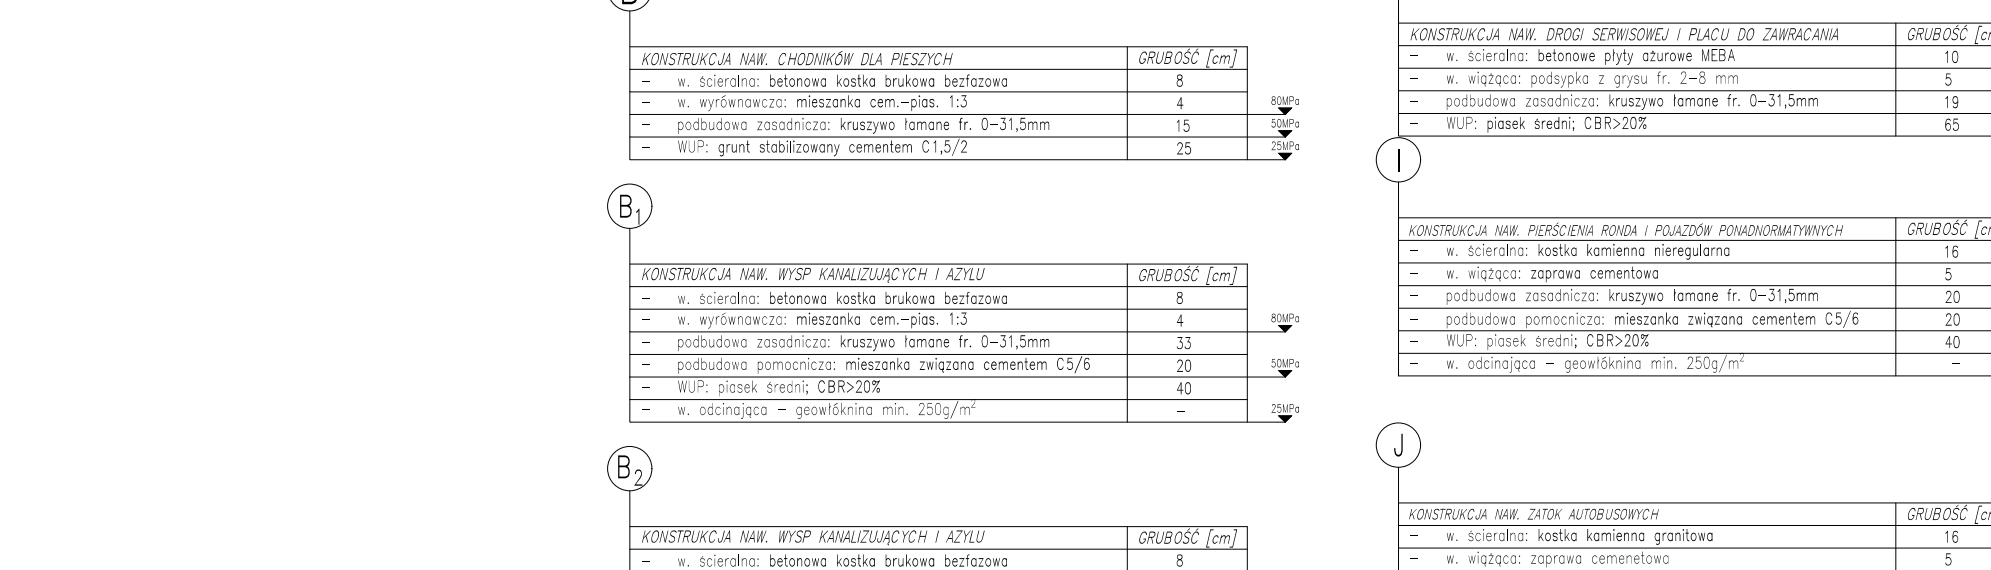 B
KONSTRUKCJA NAW. CHODNIKÓW DLA PIESZYCH GRUBOŚĆ [cm]
– w. ścieralna: betonowa kostka brukowa bezfazowa 8
– w. wyrównawcza: mieszanka cem.–pias. 1:3 4 80MPa
– podbudowa zasadnicza: kruszywo łamane fr. 0–31,5mm 15 50MPa
– WUP: grunt stabilizowany cementem C1,5/2 25 25MPa
B1
KONSTRUKCJA NAW. WYSP KANALIZUJĄCYCH I AZYLU GRUBOŚĆ [cm]
– w. ścieralna: betonowa kostka brukowa bezfazowa 8
– w. wyrównawcza: mieszanka cem.–pias. 1:3 4 80MPa
– podbudowa zasadnicza: kruszywo łamane fr. 0–31,5mm 33
– podbudowa pomocnicza: mieszanka związana cementem C5/6 20 50MPa
– WUP: piasek średni; CBR>20% 40
– w. odcinająca – geowłóknina min. 250g/m² – 25MPa
B2
KONSTRUKCJA NAW. WYSP KANALIZUJĄCYCH I AZYLU GRUBOŚĆ [cm]
– w. ścieralna: betonowa kostka brukowa bezfazowa 8
KONSTRUKCJA NAW. DROGI SERWISOWEJ I PLACU DO ZAWRACANIA GRUBOŚĆ [cm
– w. ścieralna: betonowe płyty ażurowe MEBA 10
– w. wiążąca: podsypka z grysu fr. 2–8 mm 5
– podbudowa zasadnicza: kruszywo łamane fr. 0–31,5mm 19
– WUP: piasek średni; CBR>20% 65
I
KONSTRUKCJA NAW. PIERŚCIENIA RONDA I POJAZDÓW PONADNORMATYWNYCH GRUBOŚĆ [cm
– w. ścieralna: kostka kamienna nieregularna 16
– w. wiążąca: zaprawa cementowa 5
– podbudowa zasadnicza: kruszywo łamane fr. 0–31,5mm 20
– podbudowa pomocnicza: mieszanka związana cementem C5/6 20
– WUP: piasek średni; CBR>20% 40
– w. odcinająca – geowłóknina min. 250g/m² –
J
KONSTRUKCJA NAW. ZATOK AUTOBUSOWYCH GRUBOŚĆ [cm
– w. ścieralna: kostka kamienna granitowa 16
– w. wiążąca: zaprawa cemenetowa 5